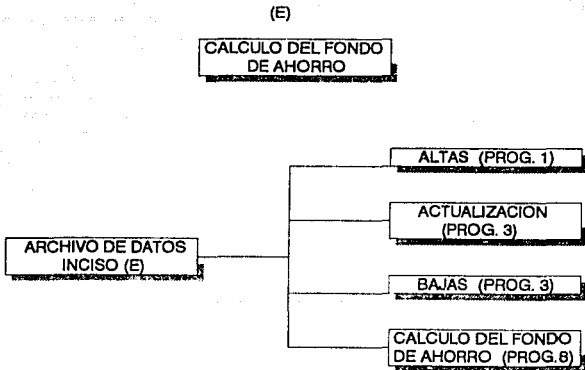 (E)
CALCULO DEL FONDO
DE AHORRO
ALTAS (PROG. 1)
ACTUALIZACION
(PROG. 3)
ARCHIVO DE DATOS
INCISO (E)
BAJAS (PROG. 3)
CALCULO DEL FONDO
DE AHORRO (PROG.8)